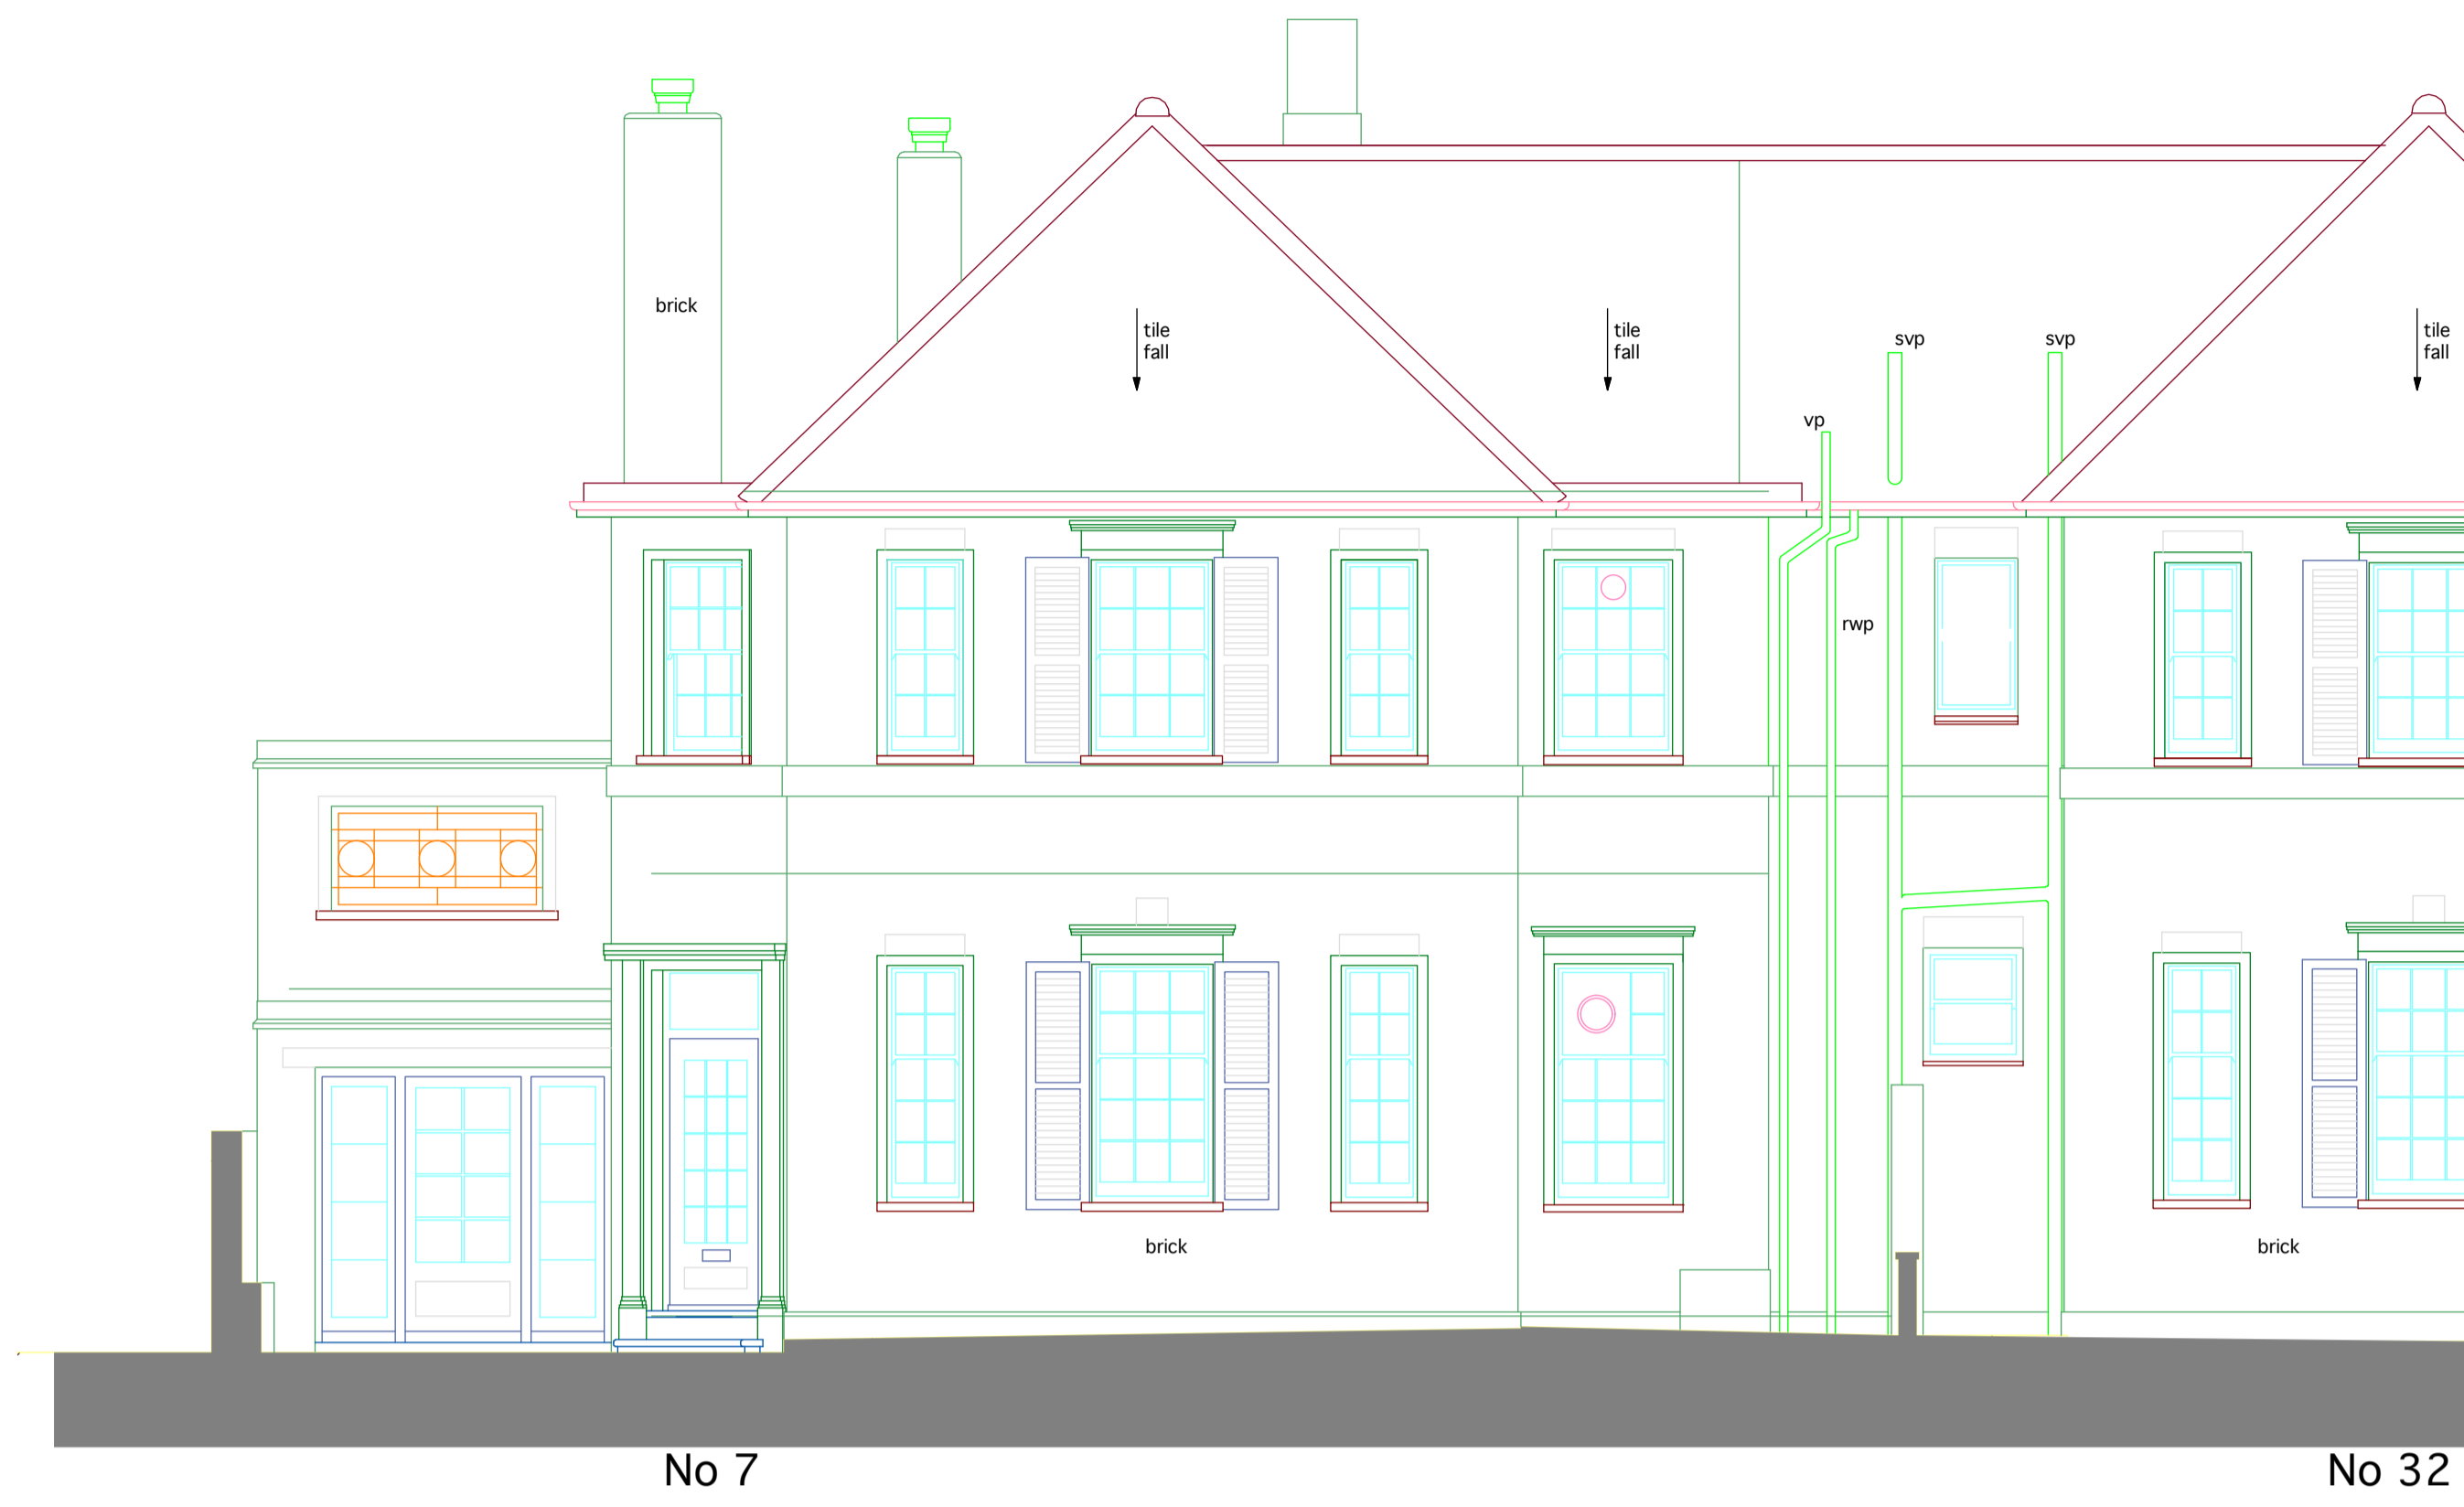 brick
tile
fall
tile
fall
svp
svp
tile
fall
vp
rwp
brick
brick
No 7
No 32